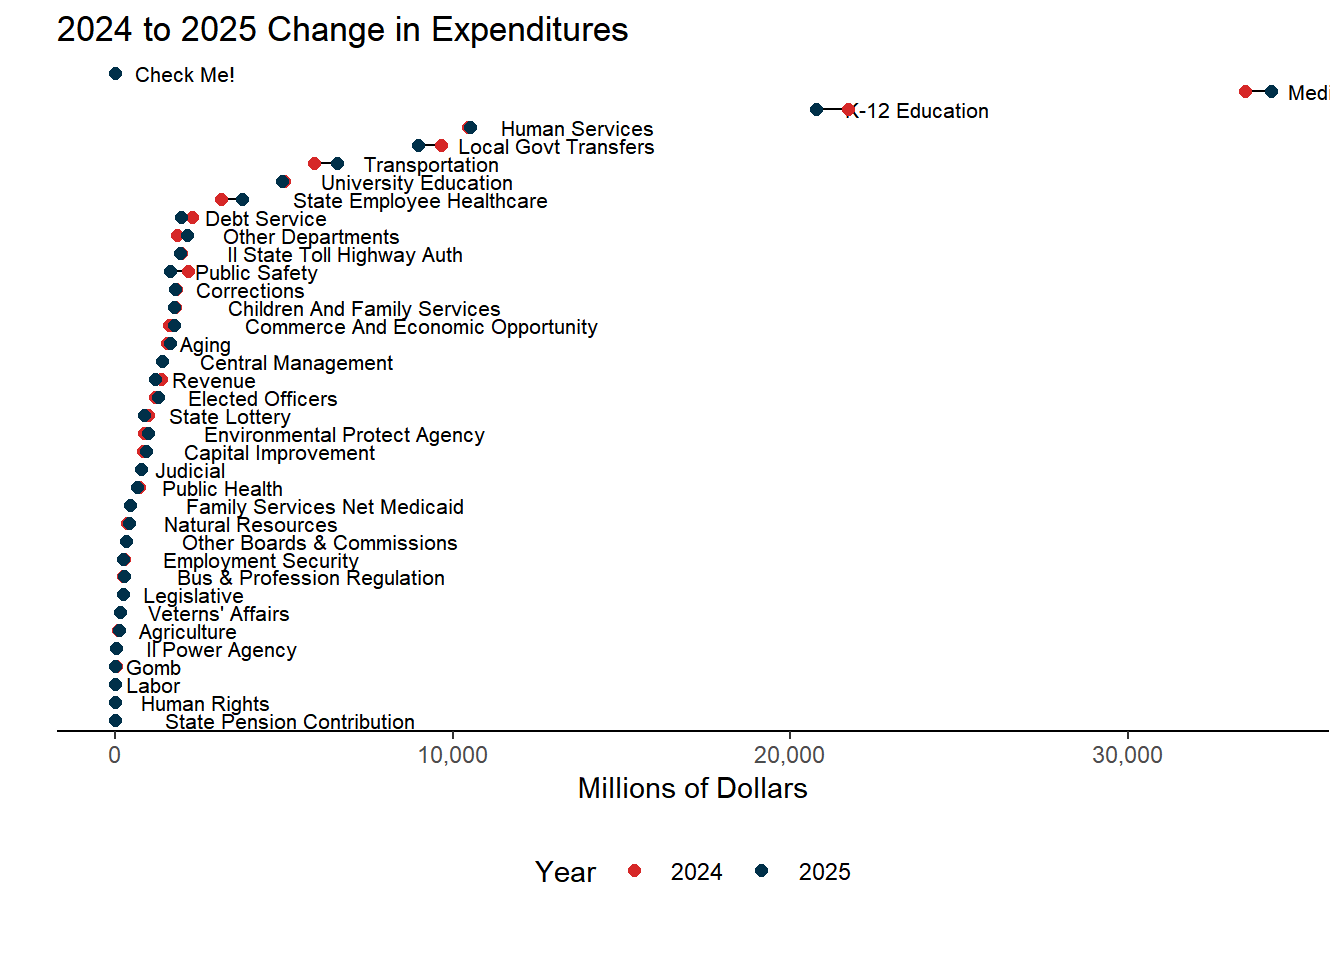 2024 to 2025 Change in Expenditures
Check Me!
Medi
K-12 Education
Human Services
Local Govt Transfers
Transportation
University Education
State Employee Healthcare
Debt Service
Other Departments
Il State Toll Highway Auth
Public Safety
Corrections
Children And Family Services
Commerce And Economic Opportunity
Aging
Central Management
Revenue
Elected Officers
State Lottery
Environmental Protect Agency
Capital Improvement
Judicial
Public Health
Family Services Net Medicaid
Natural Resources
Other Boards & Commissions
Employment Security
Bus & Profession Regulation
Legislative
Veterns' Affairs
Agriculture
Il Power Agency
Gomb
Labor
Human Rights
State Pension Contribution
0 10,000 20,000 30,000
Millions of Dollars
Year 2024 2025